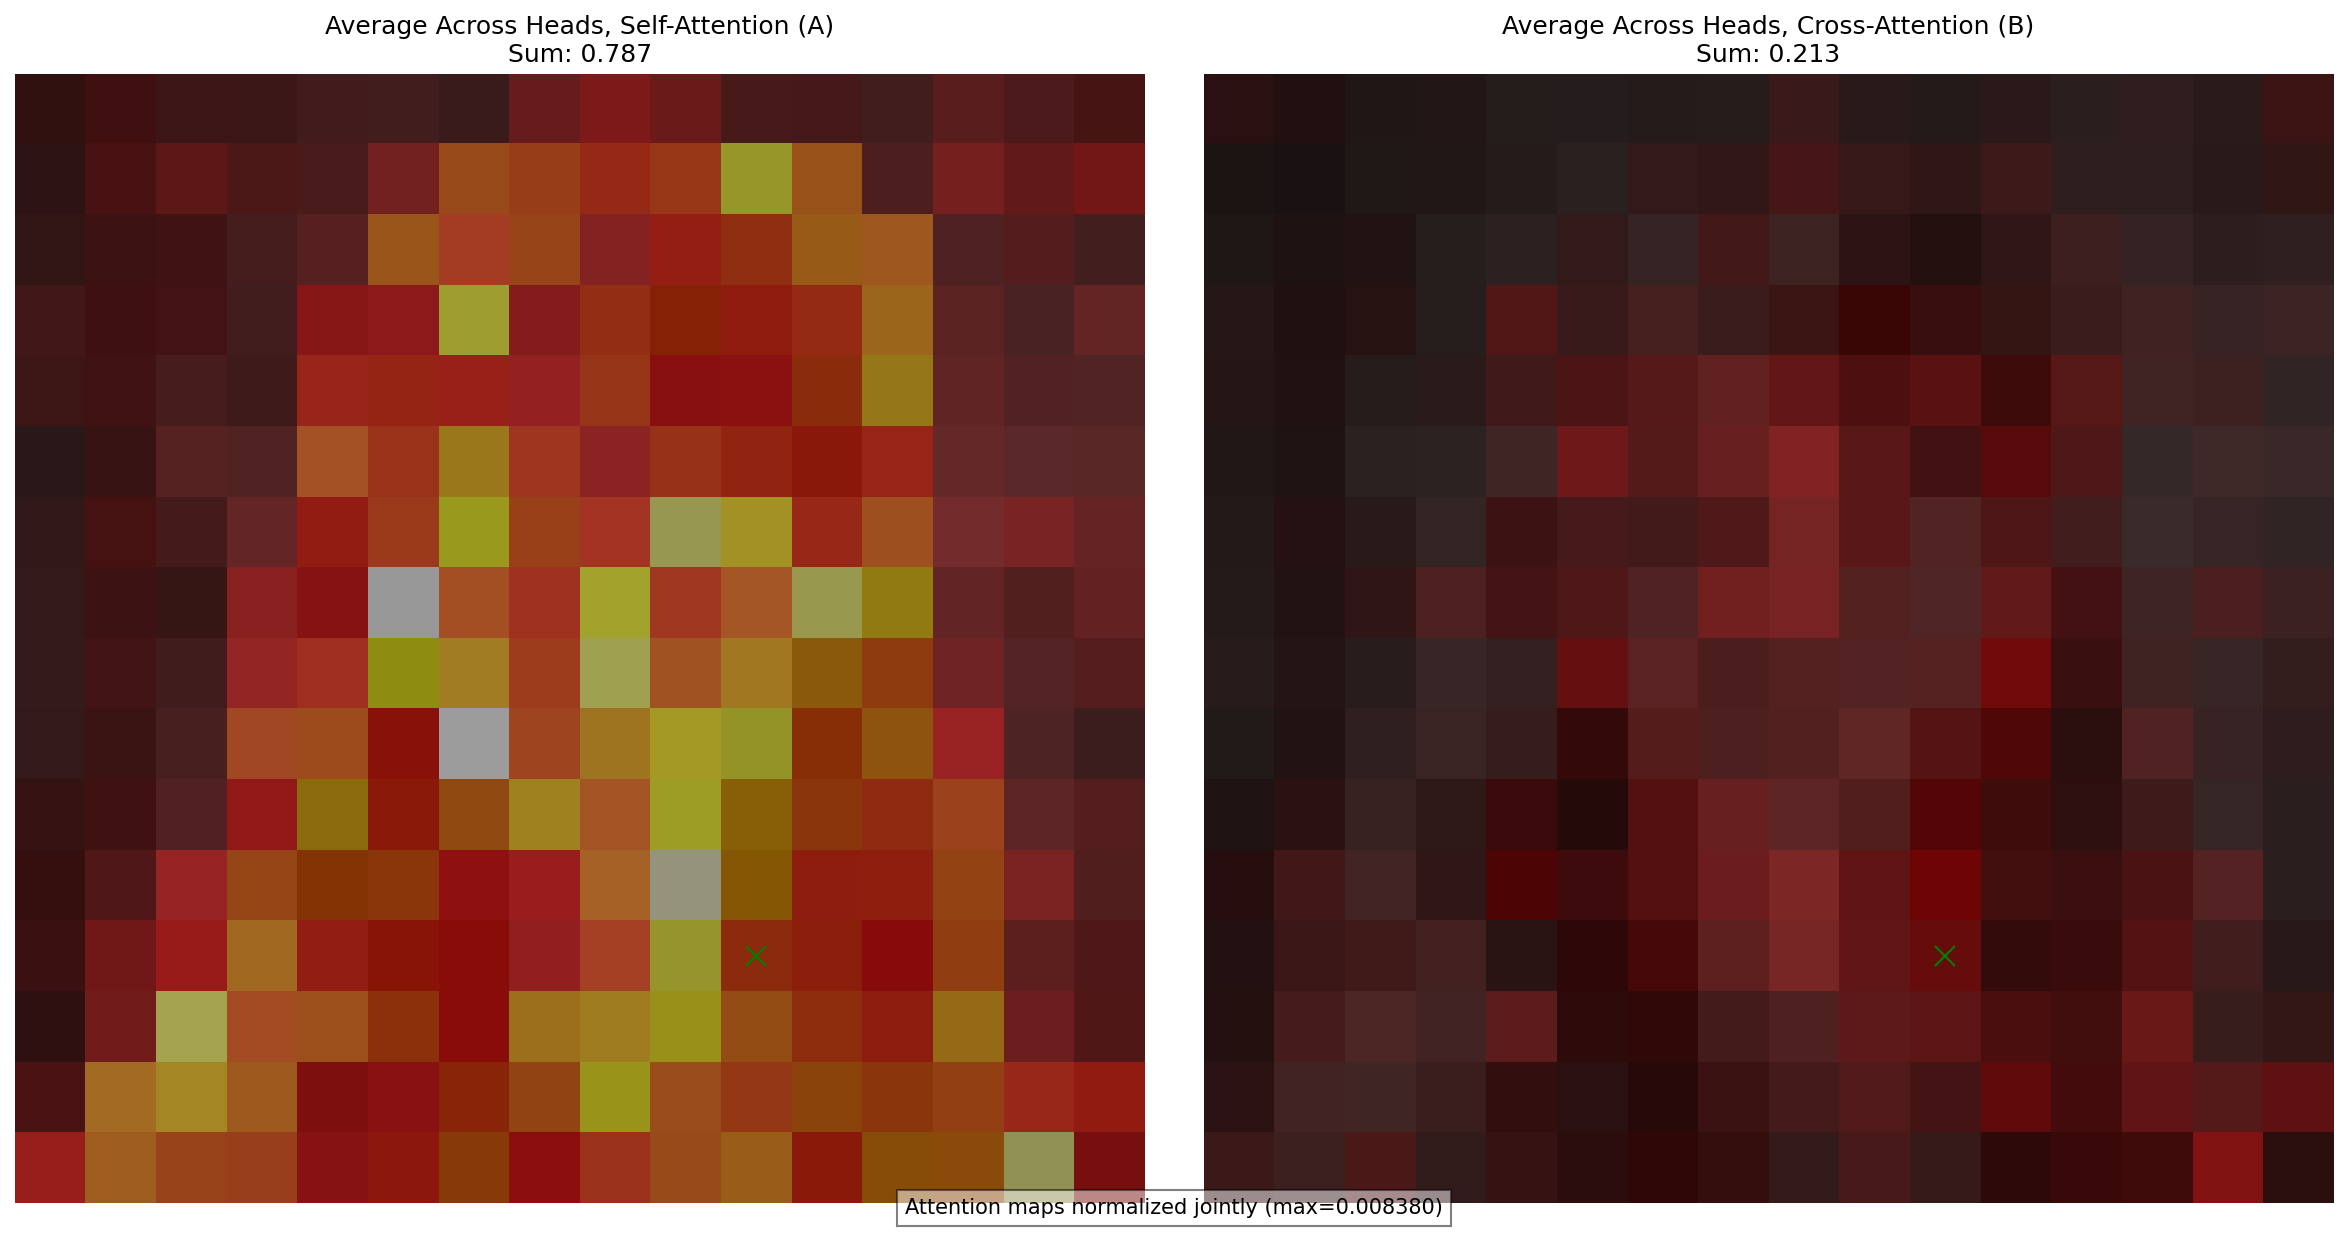 Average Across Heads, Self-Attention (A)
Sum: 0.787
Average Across Heads, Cross-Attention (B)
Sum: 0.213
Attention maps normalized jointly (max=0.008380)